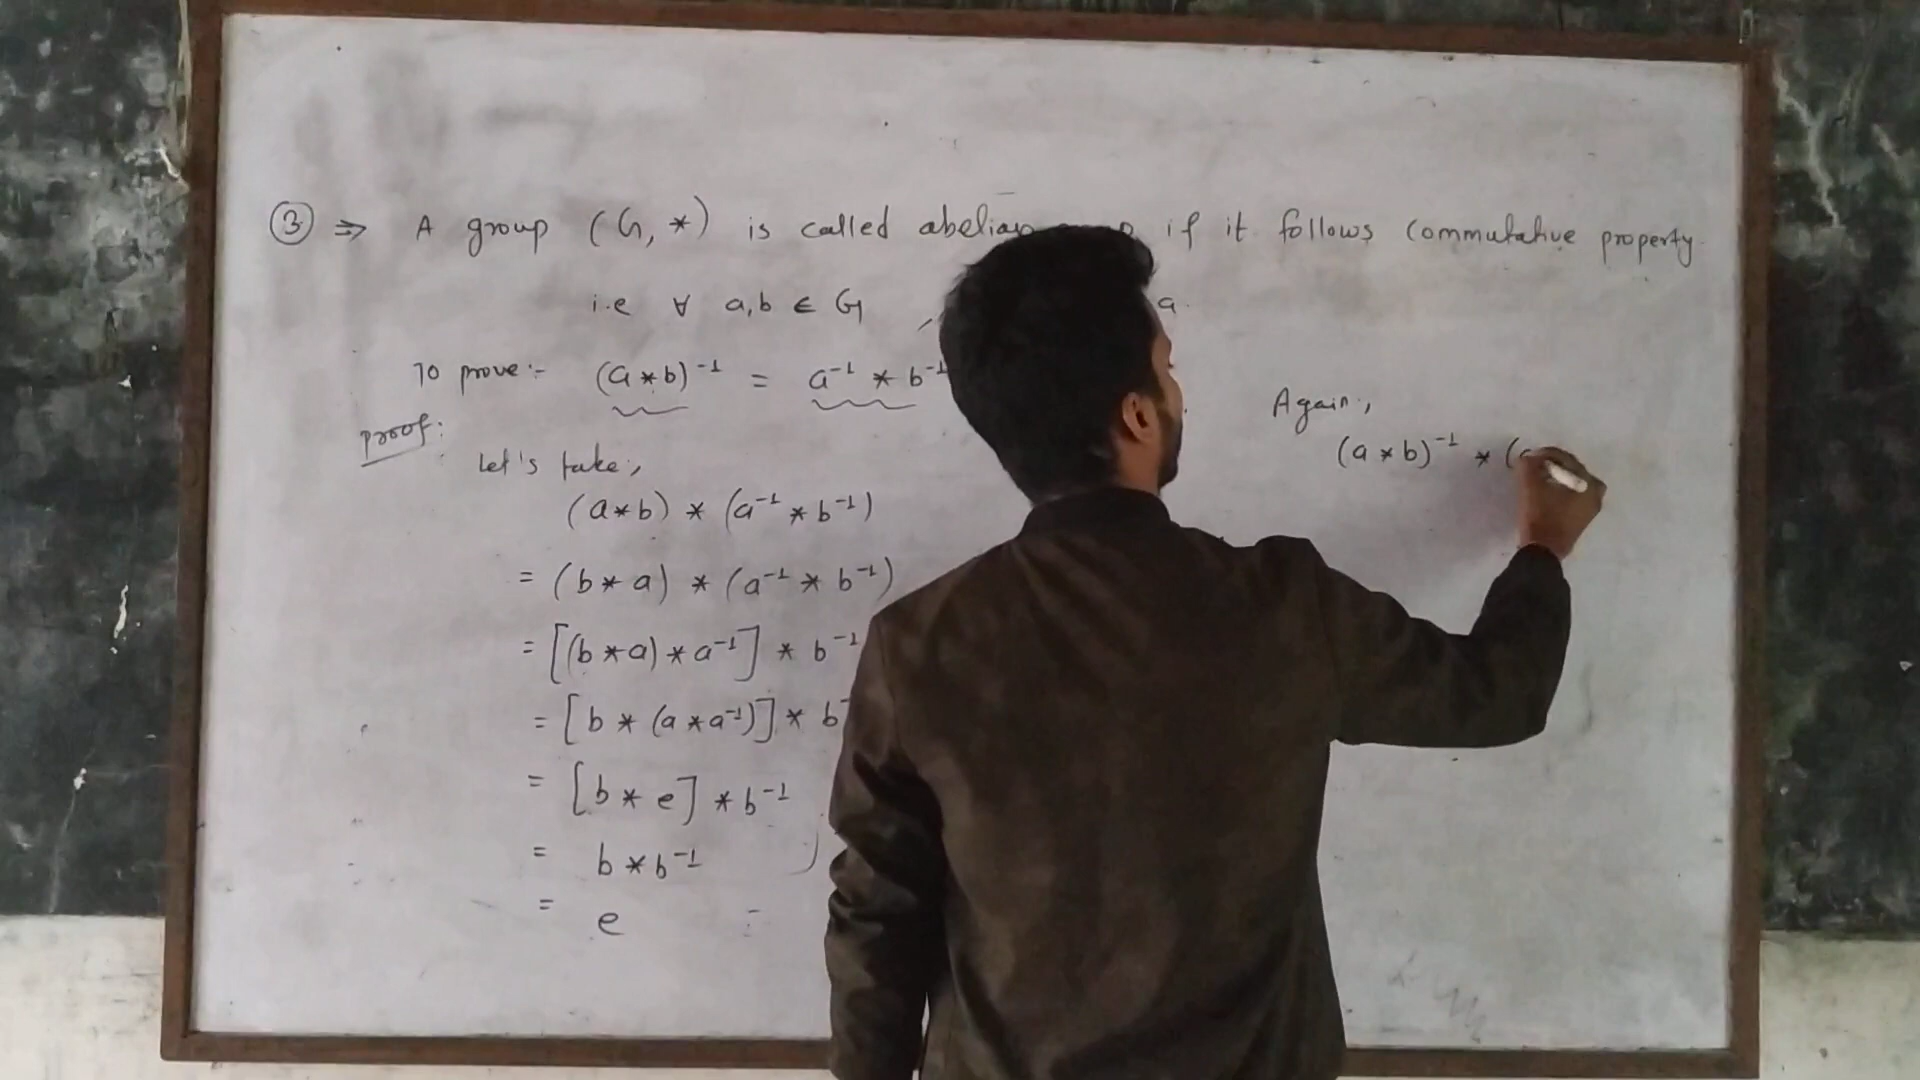 ③ ⇒ A group (G, *) is called abelian if it follows commutative property.
i.e ∀ a,b ∈ G , a.
To prove:- (a * b)⁻¹ = a⁻¹ * b⁻¹
Proof:
Let's take,
(a * b) * (a⁻¹ * b⁻¹)
= (b * a) * (a⁻¹ * b⁻¹)
= [(b * a) * a⁻¹] * b⁻¹
= [b * (a * a⁻¹)] * b
= [b * e] * b⁻¹
= b * b⁻¹
= e
Again,
(a * b)⁻¹ * (